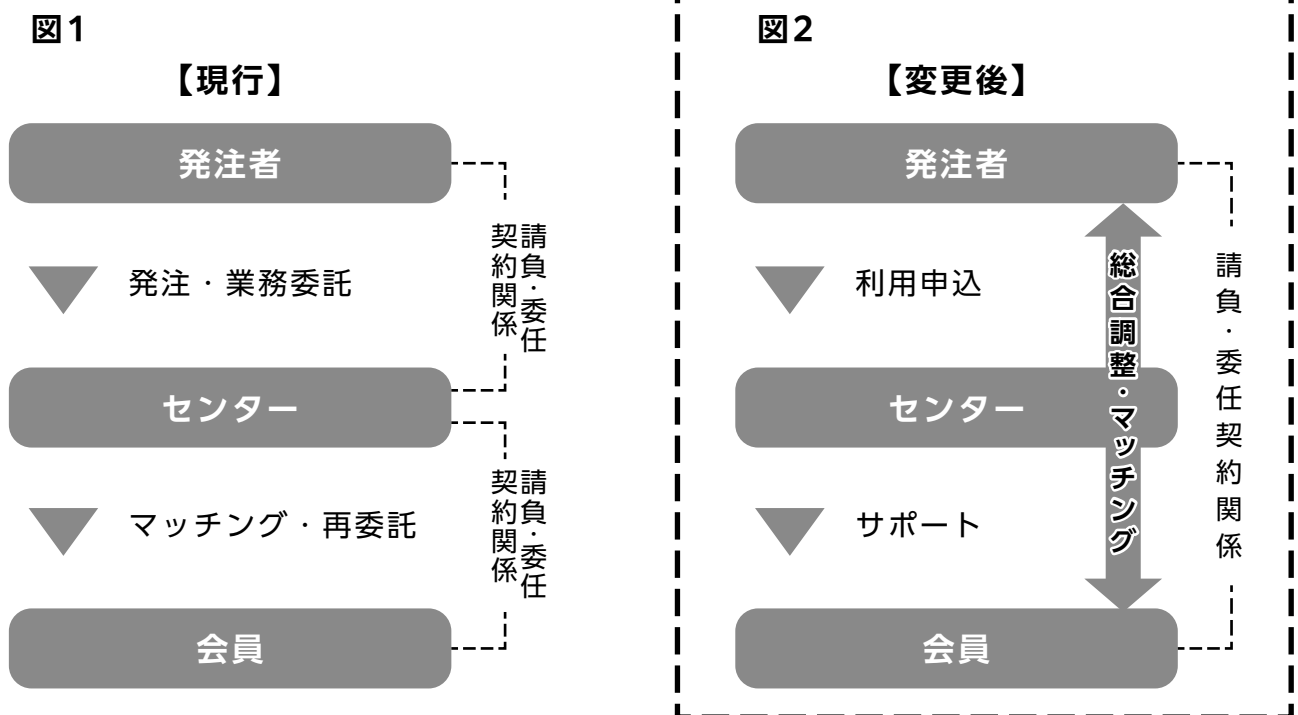 図1
【現行】
発注者
発注・業務委託
請負・委任
契約関係
センター
マッチング・再委託
請負・委任
契約関係
会員
図2
【変更後】
発注者
利用申込
総合調整・マッチング
請負・委任契約関係
センター
サポート
会員